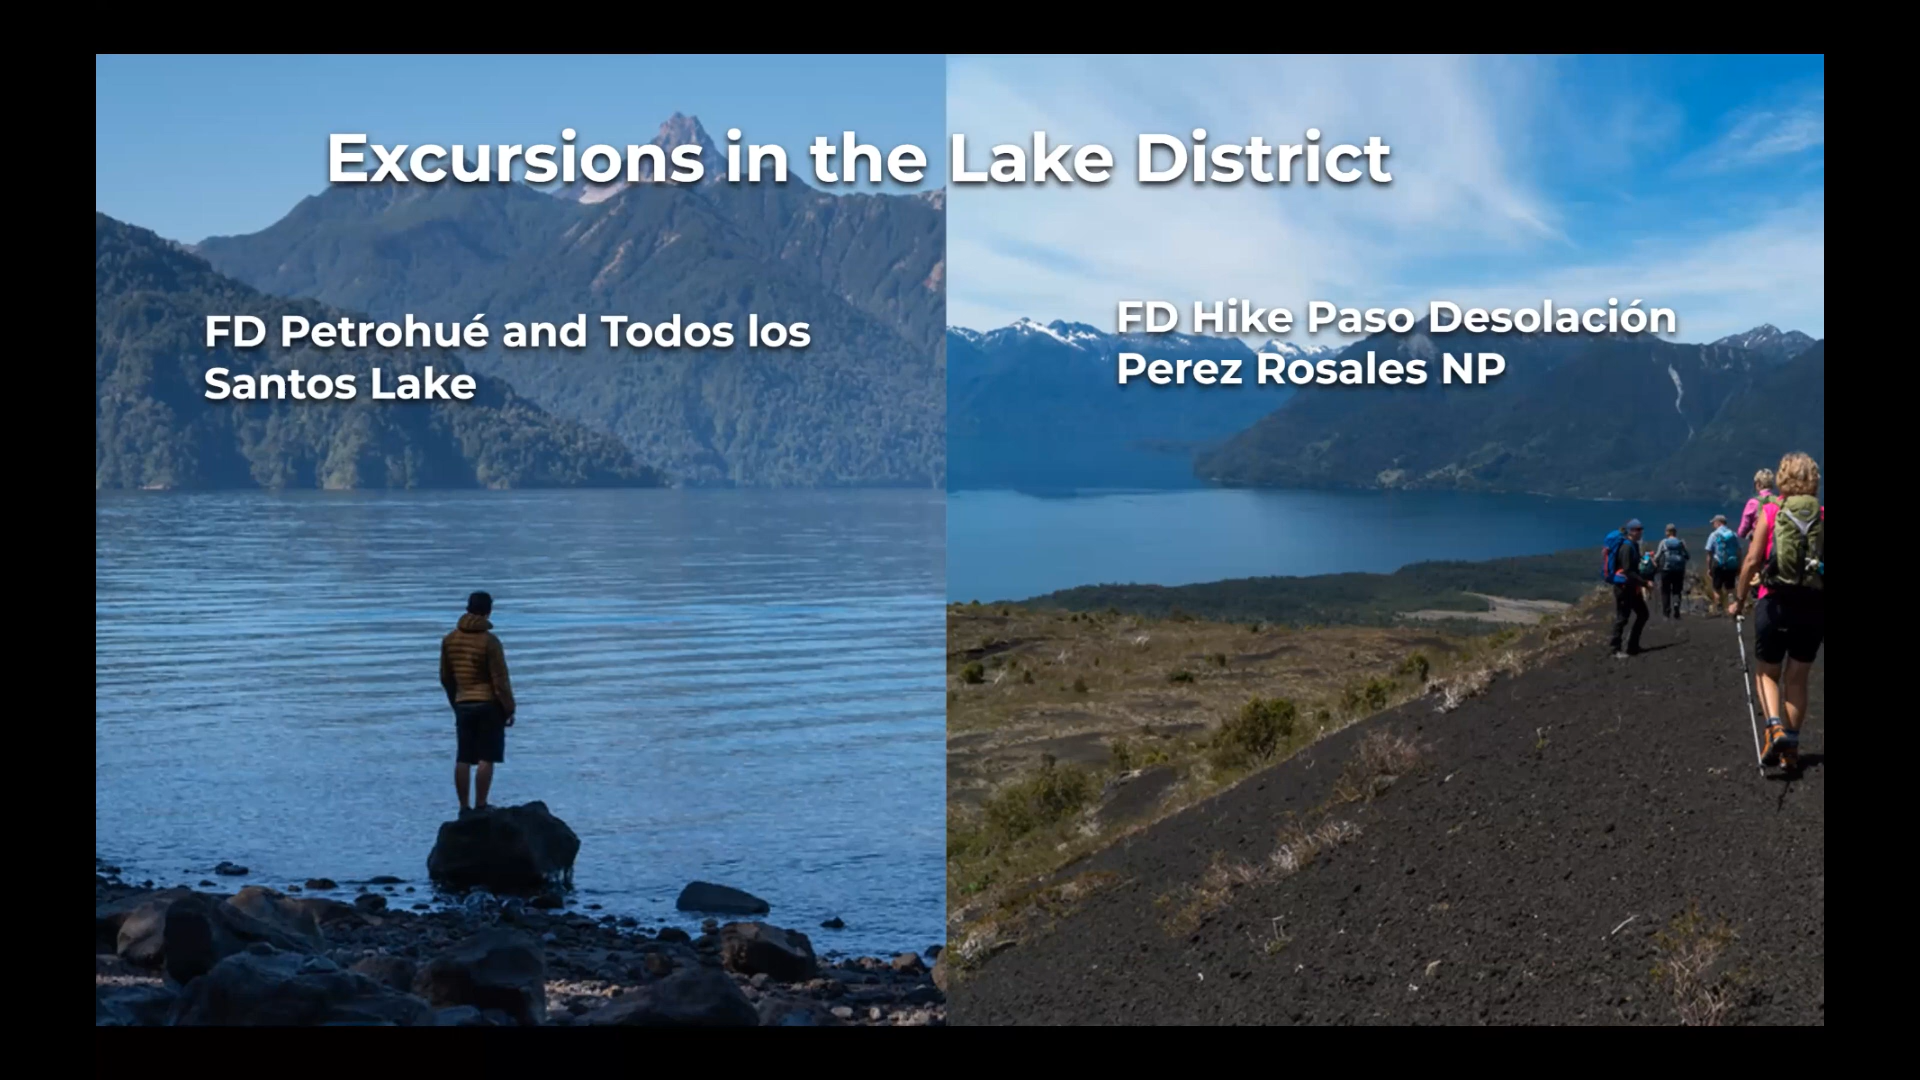 Excursions in the Lake District
FD Petrohué and Todos los
Santos Lake
FD Hike Paso Desolación
Perez Rosales NP